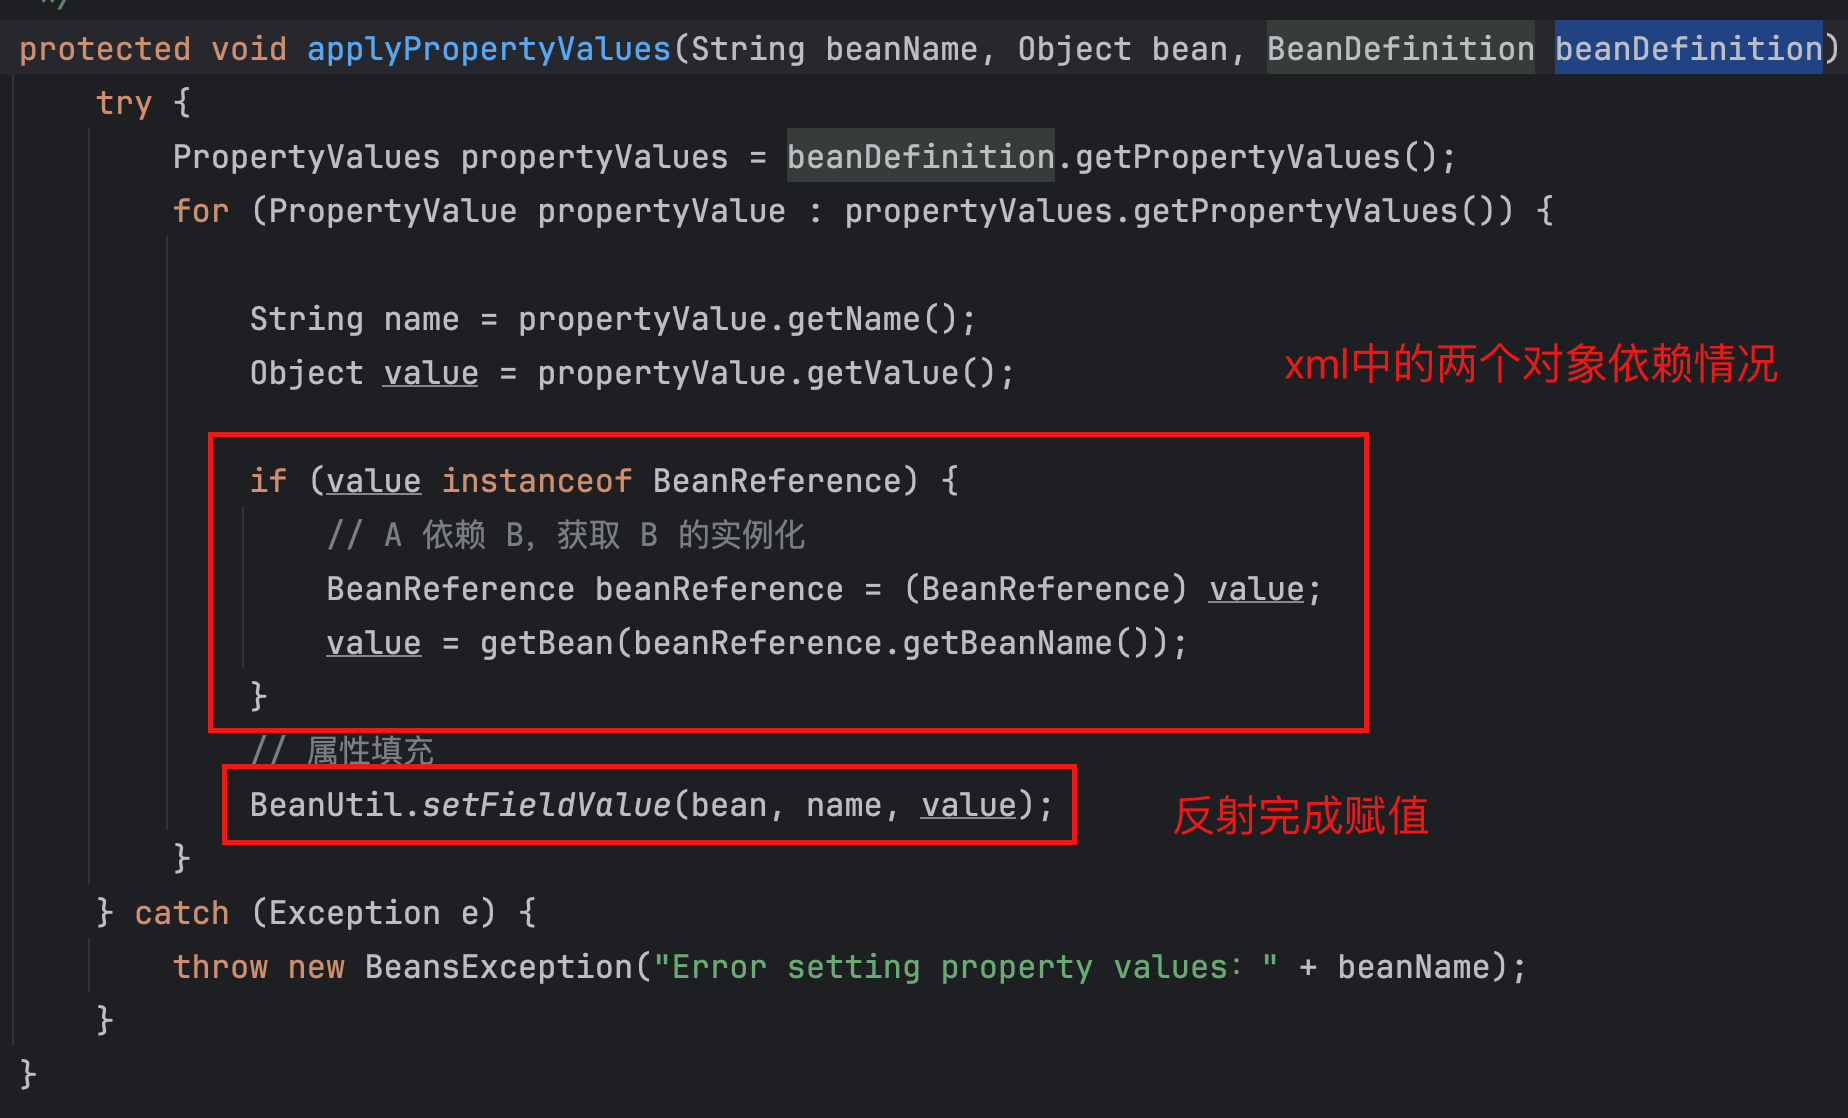 */
protected void applyPropertyValues(String beanName, Object bean, BeanDefinition beanDefinition)
try {
PropertyValues propertyValues = beanDefinition.getPropertyValues();
for (PropertyValue propertyValue : propertyValues.getPropertyValues()) {
String name = propertyValue.getName();
Object value = propertyValue.getValue();
xml中的两个对象依赖情况
if (value instanceof BeanReference) {
// A 依赖 B，获取 B 的实例化
BeanReference beanReference = (BeanReference) value;
value = getBean(beanReference.getBeanName());
}
// 属性填充
BeanUtil.setFieldValue(bean, name, value);
反射完成赋值
}
} catch (Exception e) {
throw new BeansException("Error setting property values：" + beanName);
}
}